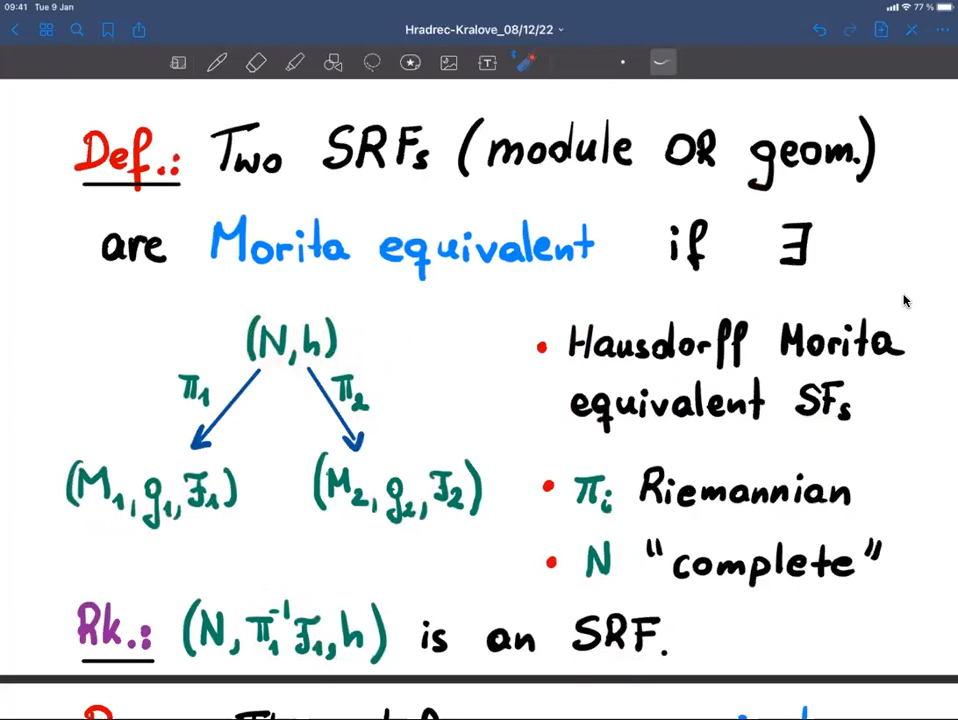 09:41 Tue 9 Jan
77 %
Hradrec-Kralove_08/12/22
Def.: Two SRFs (module OR geom.)
are Morita equivalent if ∃
(N, h)
π₁ π₂
(M₁, g₁, ℱ₁) (M₂, g₂, ℱ₂)
• Hausdorff Morita
equivalent SFs
• πᵢ Riemannian
• N "complete"
Rk.: (N, π₁⁻¹ℱ₁, h) is an SRF.